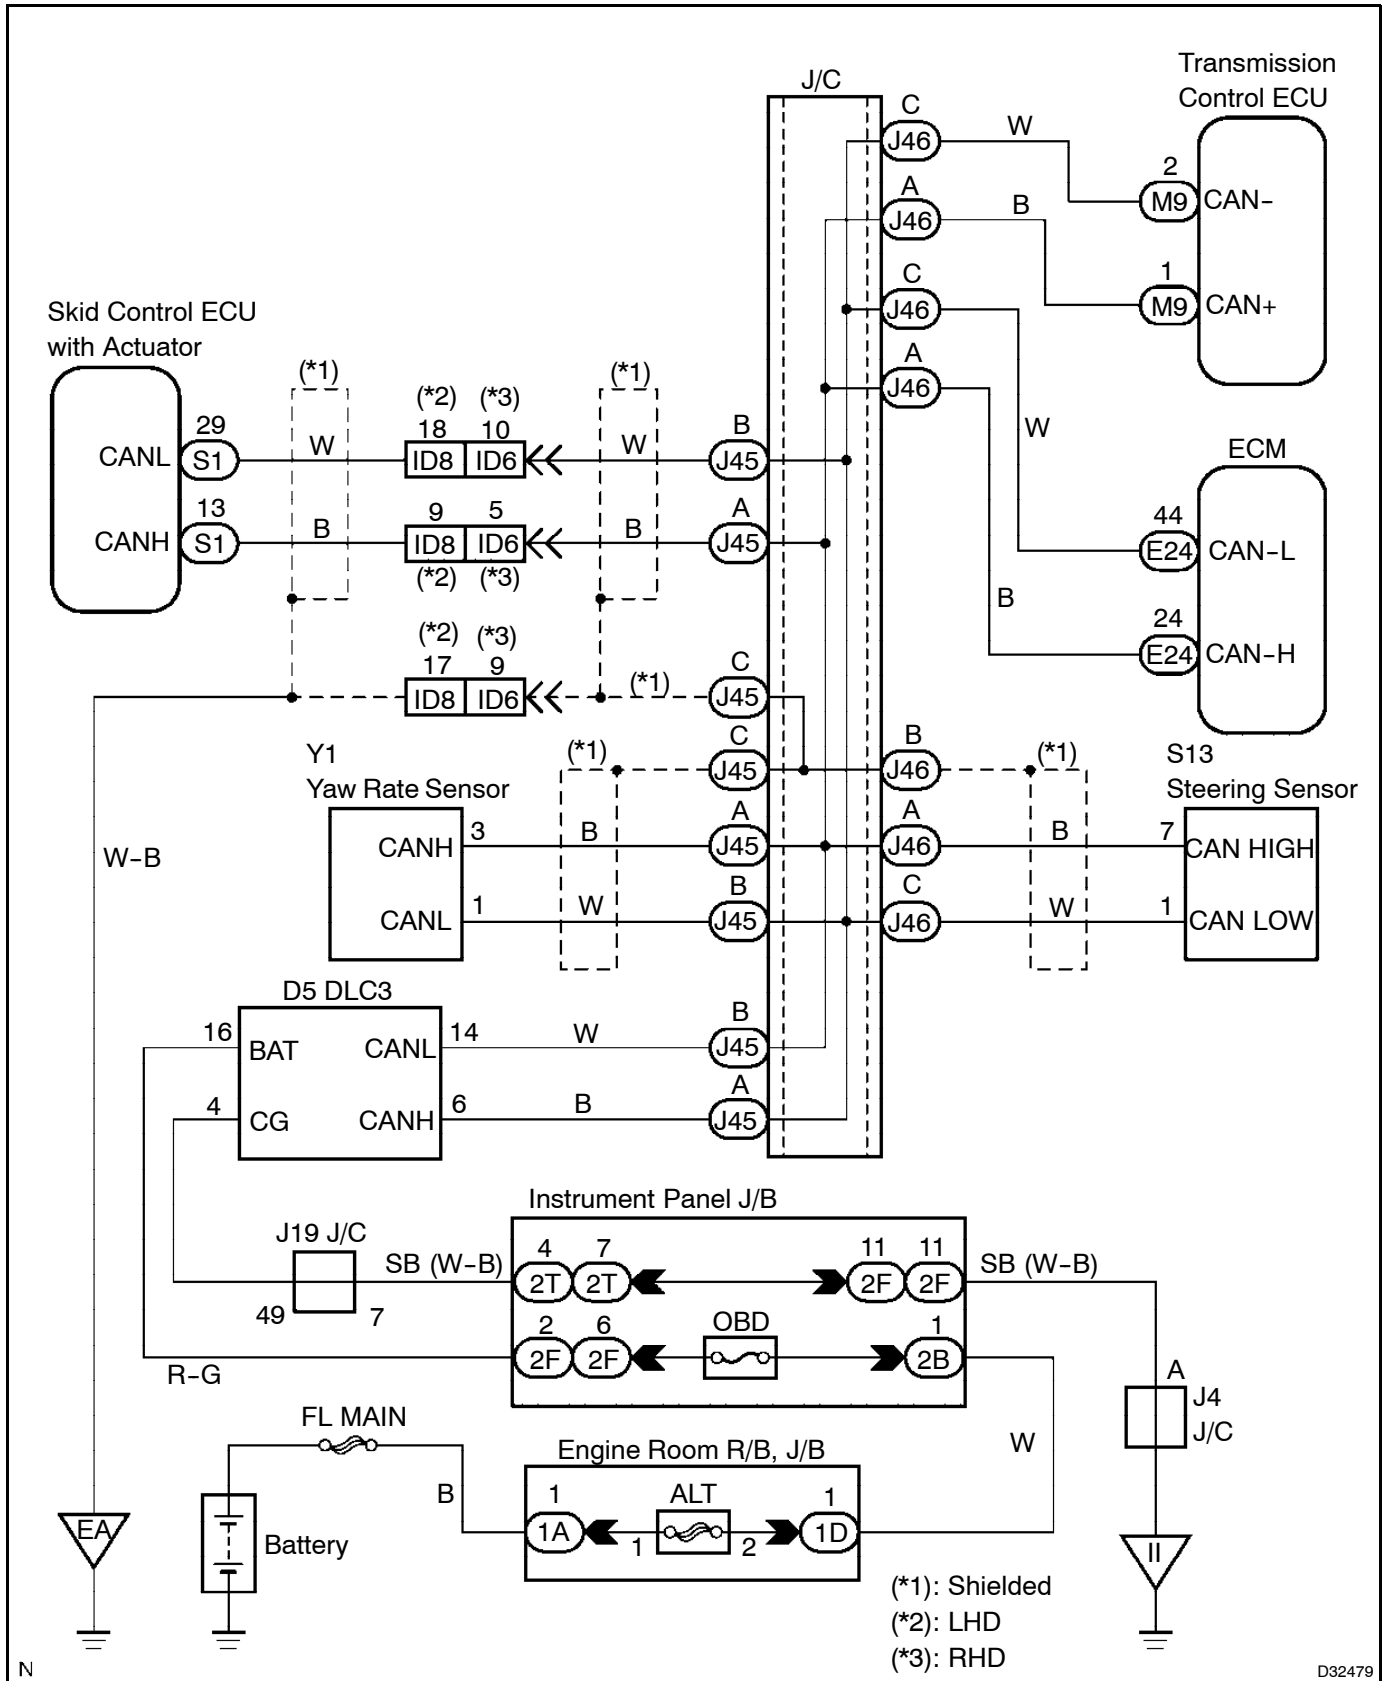 J/C
Transmission
Control ECU
C
J46
W
2
M9
CAN-
A
J46
B
1
M9
CAN+
C
J46
W
A
J46
B
Skid Control ECU
with Actuator
(*1)
(*2)
(*3)
(*1)
29
CANL
S1
W
18
10
ID8
ID6
W
B
J45
13
CANH
S1
B
9
5
ID8
ID6
B
A
J45
(*2)
(*3)
ECM
44
E24
CAN-L
24
E24
CAN-H
(*2)
(*3)
17
9
ID8
ID6
(*1)
C
J45
Y1
Yaw Rate Sensor
(*1)
C
J45
B
J46
(*1)
S13
Steering Sensor
CANH
3
B
A
J45
A
J46
B
7
CAN HIGH
W-B
CANL
1
W
B
J45
C
J46
W
1
CAN LOW
D5 DLC3
16
BAT
CANL
14
W
B
J45
4
CG
CANH
6
B
A
J45
Instrument Panel J/B
J19 J/C
SB (W-B)
4
7
2T
2T
11
11
2F
2F
SB (W-B)
49
7
2
6
2F
2F
OBD
1
2B
R-G
A
J4
J/C
FL MAIN
W
Engine Room R/B, J/B
B
1
1A
ALT
1
2
1
1D
EA
Battery
II
(*1): Shielded
(*2): LHD
(*3): RHD
N
D32479